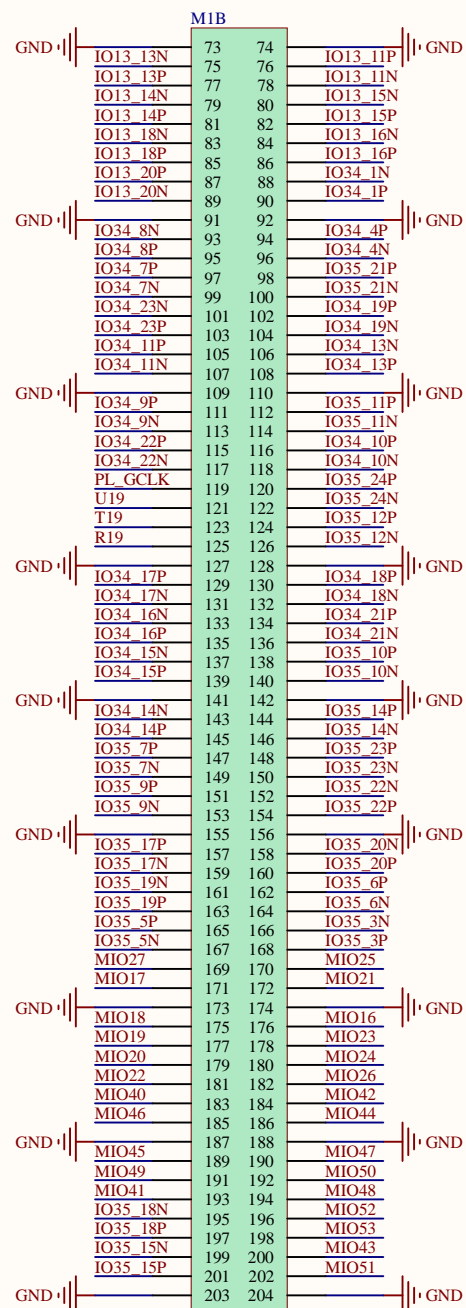 M1B
GND 73 74 GND
IO13_13N 75 76 IO13_11P
IO13_13P 77 78 IO13_11N
IO13_14N 79 80 IO13_15N
IO13_14P 81 82 IO13_15P
IO13_18N 83 84 IO13_16N
IO13_18P 85 86 IO13_16P
IO13_20P 87 88 IO34_1N
IO13_20N 89 90 IO34_1P
GND 91 92 GND
IO34_8N 93 94 IO34_4P
IO34_8P 95 96 IO34_4N
IO34_7P 97 98 IO35_21P
IO34_7N 99 100 IO35_21N
IO34_23N 101 102 IO34_19P
IO34_23P 103 104 IO34_19N
IO34_11P 105 106 IO34_13N
IO34_11N 107 108 IO34_13P
GND 109 110 GND
IO34_9P 111 112 IO35_11P
IO34_9N 113 114 IO35_11N
IO34_22P 115 116 IO34_10P
IO34_22N 117 118 IO34_10N
PL_GCLK 119 120 IO35_24P
U19 121 122 IO35_24N
T19 123 124 IO35_12P
R19 125 126 IO35_12N
GND 127 128 GND
IO34_17P 129 130 IO34_18P
IO34_17N 131 132 IO34_18N
IO34_16N 133 134 IO34_21P
IO34_16P 135 136 IO34_21N
IO34_15N 137 138 IO35_10P
IO34_15P 139 140 IO35_10N
GND 141 142 GND
IO34_14N 143 144 IO35_14P
IO34_14P 145 146 IO35_14N
IO35_7P 147 148 IO35_23P
IO35_7N 149 150 IO35_23N
IO35_9P 151 152 IO35_22N
IO35_9N 153 154 IO35_22P
GND 155 156 GND
IO35_17P 157 158 IO35_20N
IO35_17N 159 160 IO35_20P
IO35_19N 161 162 IO35_6P
IO35_19P 163 164 IO35_6N
IO35_5P 165 166 IO35_3N
IO35_5N 167 168 IO35_3P
MIO27 169 170 MIO25
MIO17 171 172 MIO21
GND 173 174 GND
MIO18 175 176 MIO16
MIO19 177 178 MIO23
MIO20 179 180 MIO24
MIO22 181 182 MIO26
MIO40 183 184 MIO42
MIO46 185 186 MIO44
GND 187 188 GND
MIO45 189 190 MIO47
MIO49 191 192 MIO50
MIO41 193 194 MIO48
IO35_18N 195 196 MIO52
IO35_18P 197 198 MIO53
IO35_15N 199 200 MIO43
IO35_15P 201 202 MIO51
GND 203 204 GND